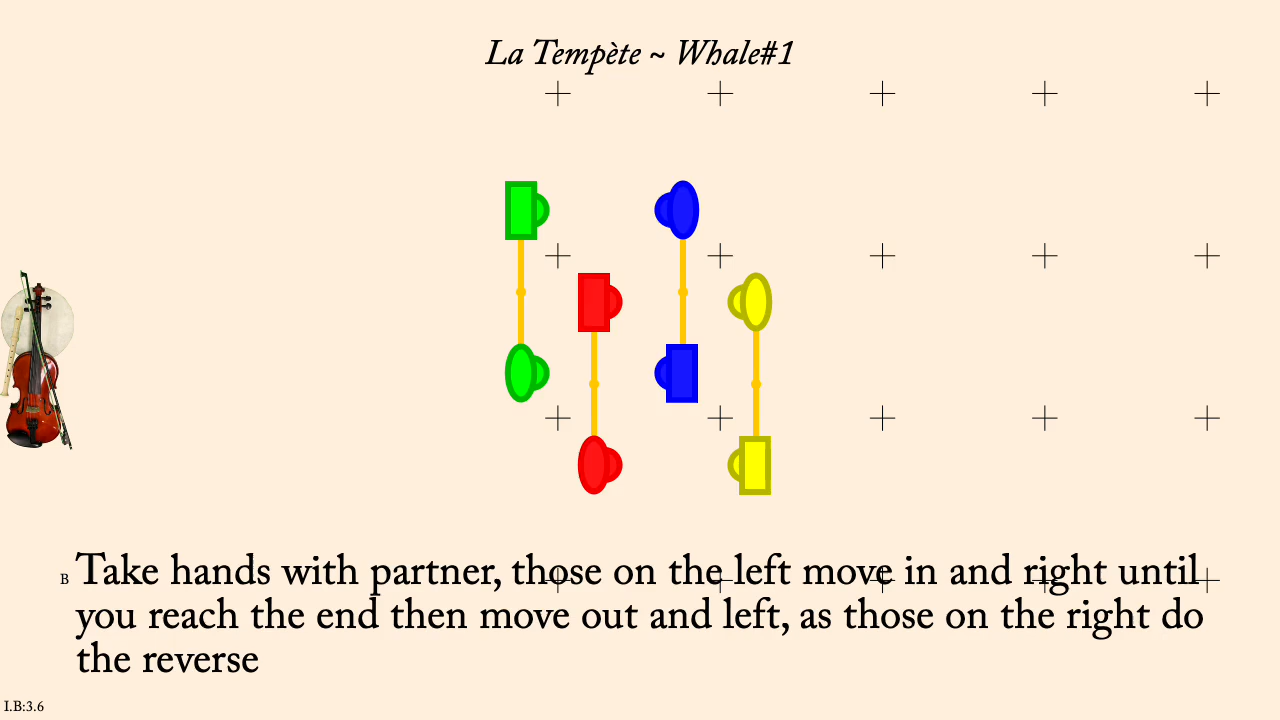 La Tempète ~ Whale#1
B Take hands with partner, those on the left move in and right until
you reach the end then move out and left, as those on the right do
the reverse
I.B:3.6